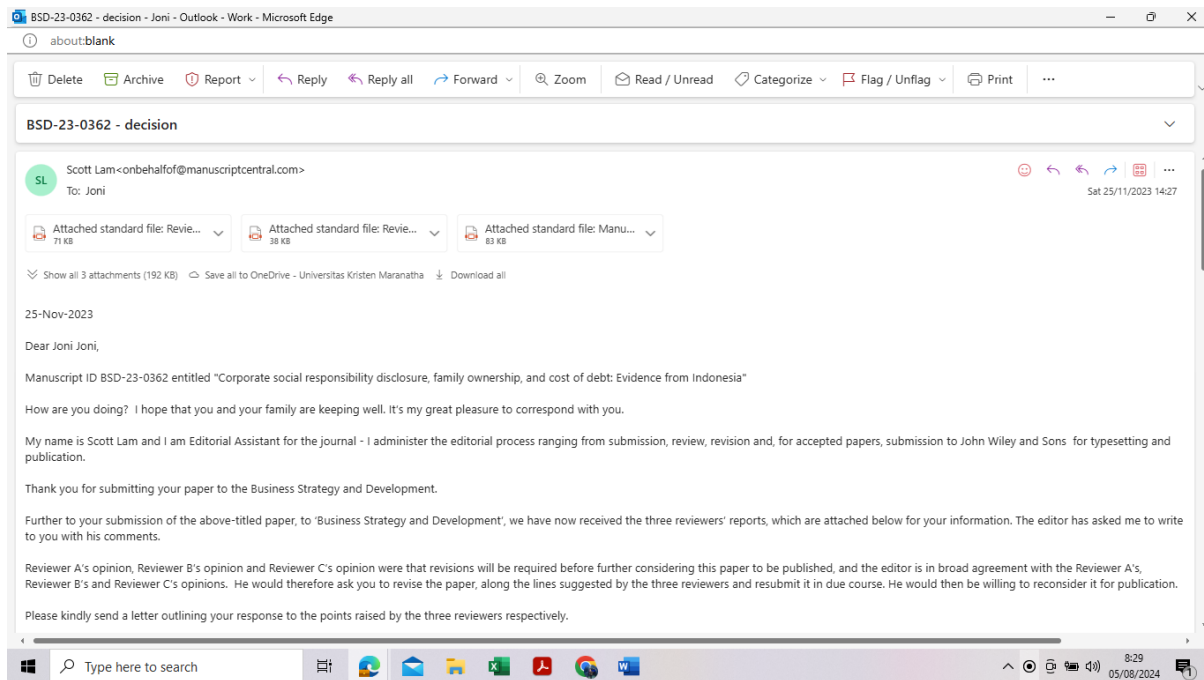 BSD-23-0362 - decision - Joni - Outlook - Work - Microsoft Edge
about:blank
Delete Archive Report Reply Reply all Forward Zoom Read / Unread Categorize Flag / Unflag Print ...
BSD-23-0362 - decision
SL
Scott Lam<onbehalfof@manuscriptcentral.com>
To: Joni
Sat 25/11/2023 14:27
Attached standard file: Revie...
71 KB
Attached standard file: Revie...
38 KB
Attached standard file: Manu...
83 KB
Show all 3 attachments (192 KB) Save all to OneDrive - Universitas Kristen Maranatha Download all
25-Nov-2023
Dear Joni Joni,
Manuscript ID BSD-23-0362 entitled "Corporate social responsibility disclosure, family ownership, and cost of debt: Evidence from Indonesia"
How are you doing? I hope that you and your family are keeping well. It's my great pleasure to correspond with you.
My name is Scott Lam and I am Editorial Assistant for the journal - I administer the editorial process ranging from submission, review, revision and, for accepted papers, submission to John Wiley and Sons for typesetting and
publication.
Thank you for submitting your paper to the Business Strategy and Development.
Further to your submission of the above-titled paper, to 'Business Strategy and Development', we have now received the three reviewers' reports, which are attached below for your information. The editor has asked me to write
to you with his comments.
Reviewer A's opinion, Reviewer B's opinion and Reviewer C's opinion were that revisions will be required before further considering this paper to be published, and the editor is in broad agreement with the Reviewer A's,
Reviewer B's and Reviewer C's opinions. He would therefore ask you to revise the paper, along the lines suggested by the three reviewers and resubmit it in due course. He would then be willing to reconsider it for publication.
Please kindly send a letter outlining your response to the points raised by the three reviewers respectively.
Type here to search
8:29
05/08/2024
1